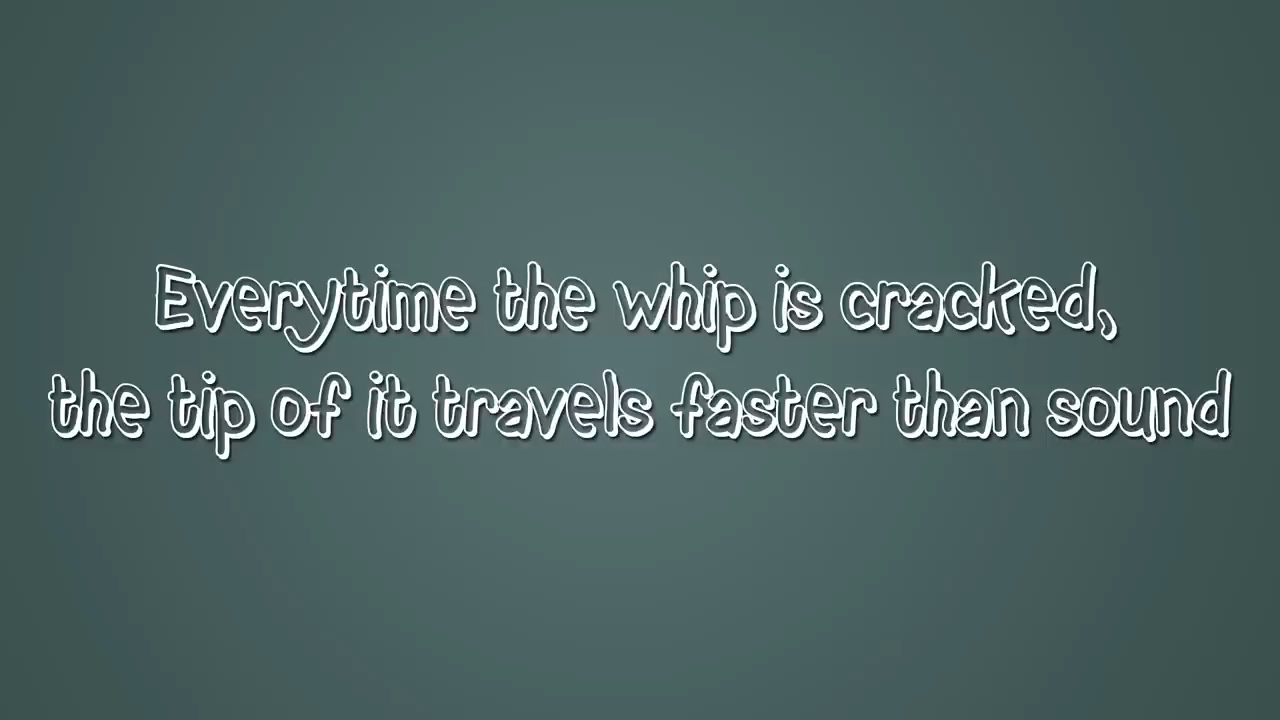 Everytime the whip is cracked,
the tip of it travels faster than sound